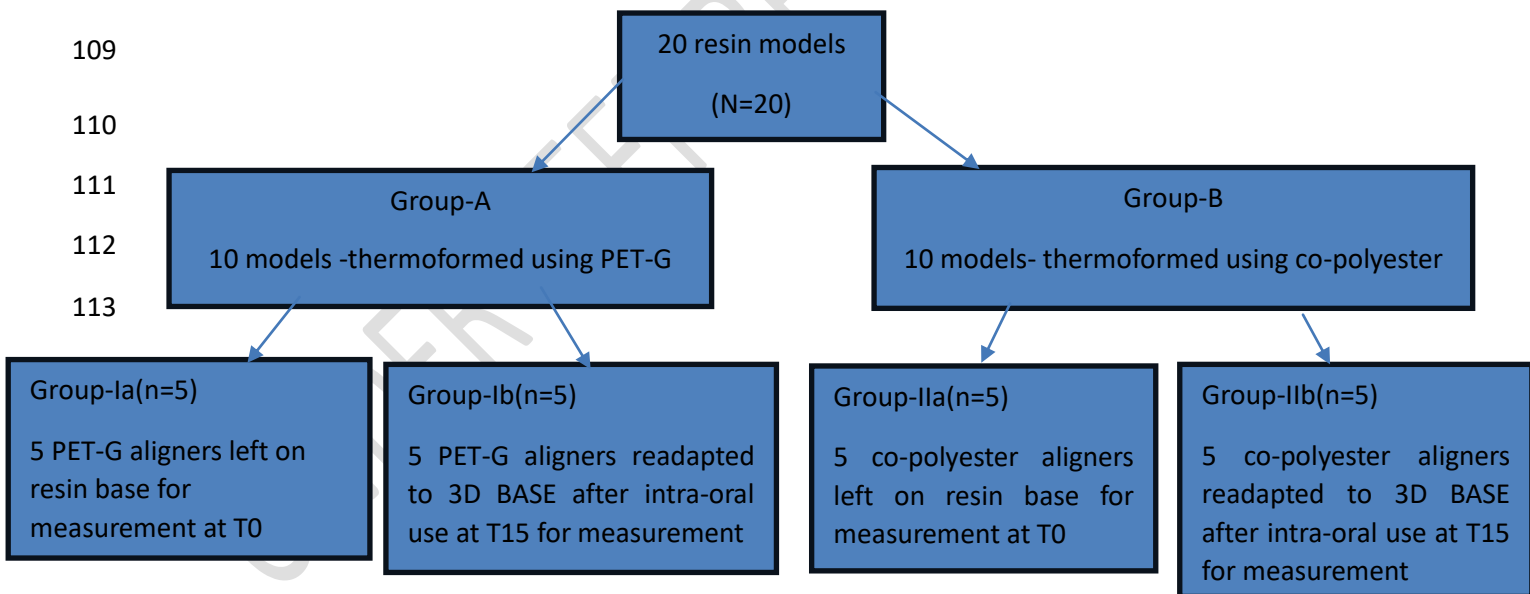 109
20 resin models
(N=20)
110
111
Group-A
Group-B
112
10 models -thermoformed using PET-G
10 models- thermoformed using co-polyester
113
Group-Ia(n=5)
5 PET-G aligners left on
resin base for
measurement at T0
Group-Ib(n=5)
5 PET-G aligners readapted
to 3D BASE after intra-oral
use at T15 for measurement
Group-IIa(n=5)
5 co-polyester aligners
left on resin base for
measurement at T0
Group-IIb(n=5)
5 co-polyester aligners
readapted to 3D BASE
after intra-oral use at T15
for measurement